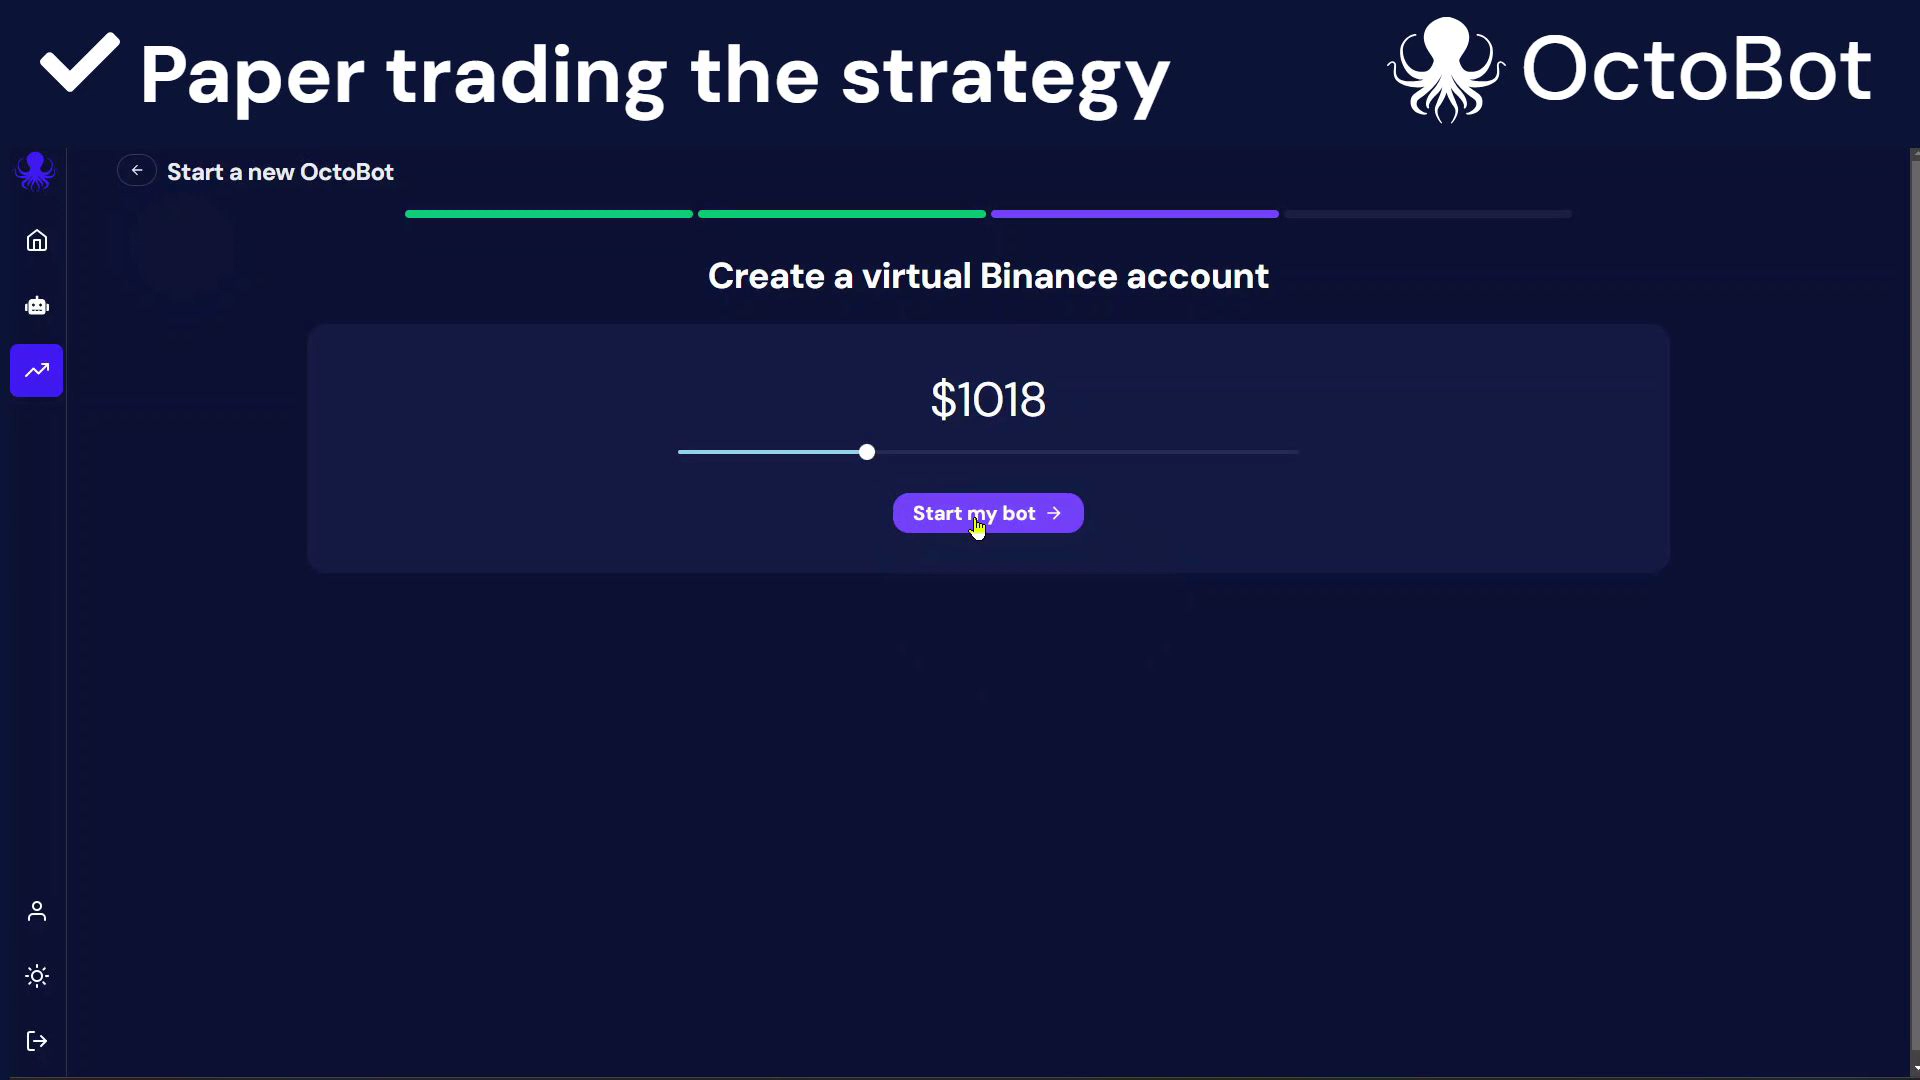 Paper trading the strategy
OctoBot
Start a new OctoBot
Create a virtual Binance account
$1018
Start my bot